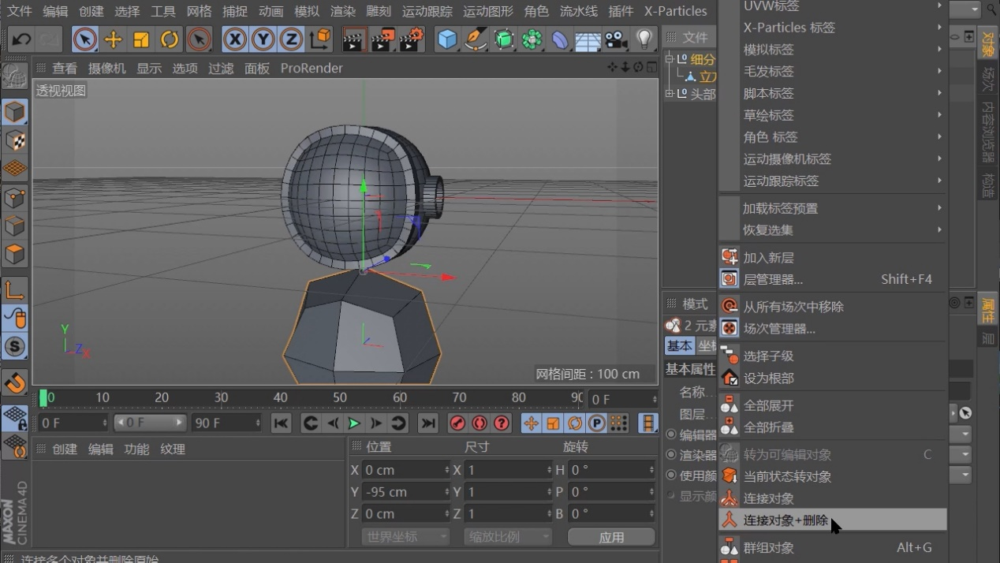 文件 编辑 创建 选择 工具 网格 捕捉 动画 模拟 渲染 雕刻 运动跟踪 运动图形 角色 流水线 插件 X-Particles
X Y Z
查看 摄像机 显示 选项 过滤 面板 ProRender
透视视图
网格间距 : 100 cm
Y
Z X
0 10 20 30 40 50 60 70 80 90 0 F
0 F 0 F 90 F
创建 编辑 功能 纹理
位置 尺寸 旋转
X 0 cm X 1 H 0 °
Y -95 cm Y 1 P 0 °
Z 0 cm Z 1 B 0 °
世界坐标 缩放比例 应用
MAXON
CINEMA 4D
连接多个对象并删除原始
文件
细分
头部
模式
2 元素
基本 坐标
基本属性
名称
图层
编辑器
渲染器
使用颜
显示颜
UVW标签
X-Particles 标签
模拟标签
毛发标签
脚本标签
草绘标签
角色 标签
运动摄像机标签
运动跟踪标签
加载标签预置
恢复选集
加入新层
层管理器... Shift+F4
从所有场次中移除
场次管理器...
选择子级
设为根部
全部展开
全部折叠
转为可编辑对象 C
当前状态转对象
连接对象
连接对象+删除
群组对象 Alt+G
对象
场次
内容浏览器
构造
属性
层